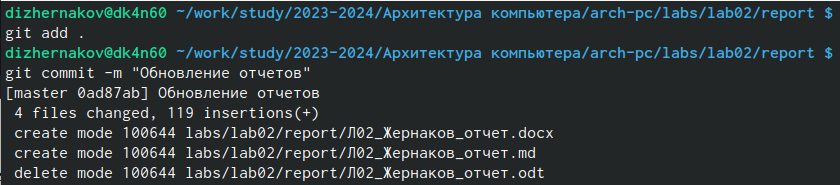 dizhernakov@dk4n60 ~/work/study/2023-2024/Архитектура компьютера/arch-pc/labs/lab02/report $
git add .
dizhernakov@dk4n60 ~/work/study/2023-2024/Архитектура компьютера/arch-pc/labs/lab02/report $
git commit -m "Обновление отчетов"
[master 0ad87ab] Обновление отчетов
4 files changed, 119 insertions(+)
create mode 100644 labs/lab02/report/Л02_Жернаков_отчет.docx
create mode 100644 labs/lab02/report/Л02_Жернаков_отчет.md
delete mode 100644 labs/lab02/report/Л02_Жернаков_отчет.odt